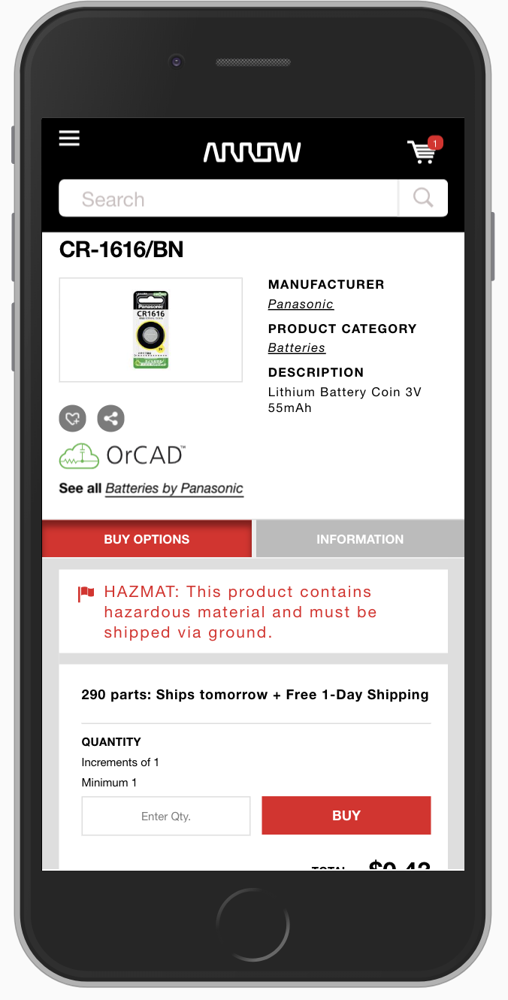 ARROW
1
Search
CR-1616/BN
Panasonic
CR1616
MANUFACTURER
Panasonic
PRODUCT CATEGORY
Batteries
DESCRIPTION
Lithium Battery Coin 3V
55mAh
OrCAD™
See all Batteries by Panasonic
BUY OPTIONS
INFORMATION
HAZMAT: This product contains
hazardous material and must be
shipped via ground.
290 parts: Ships tomorrow + Free 1-Day Shipping
QUANTITY
Increments of 1
Minimum 1
Enter Qty.
BUY
TOTAL